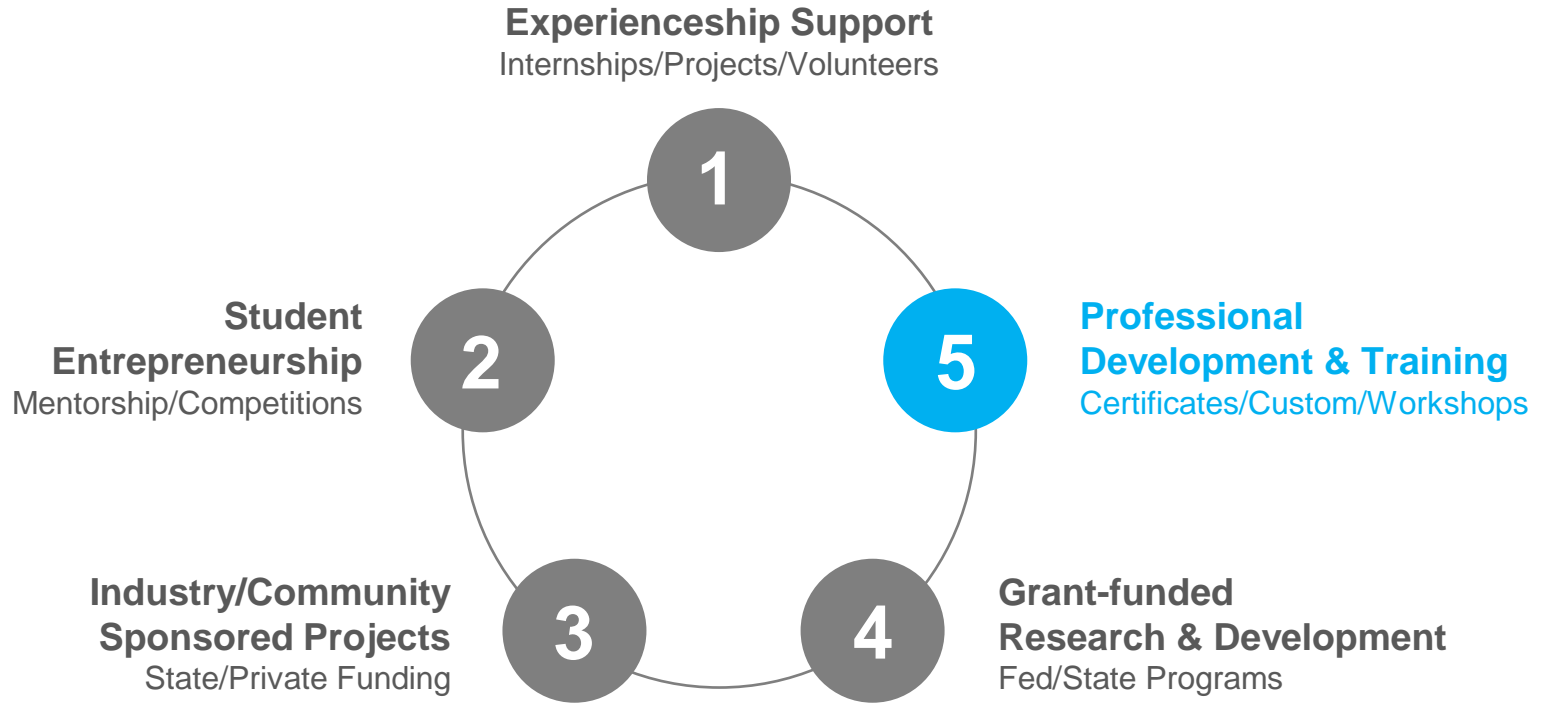 Experienceship Support
Internships/Projects/Volunteers
1
Student
Entrepreneurship
Mentorship/Competitions
2
Industry/Community
Sponsored Projects
State/Private Funding
3
4
Grant-funded
Research & Development
Fed/State Programs
5
Professional
Development & Training
Certificates/Custom/Workshops